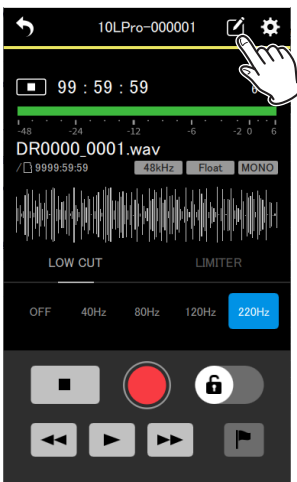 10LPro-000001
99 : 59 : 59
-48 -24 -12 -6 -2 0 6
DR0000_0001.wav
/ 9999:59:59 48kHz Float MONO
LOW CUT LIMITER
OFF 40Hz 80Hz 120Hz 220Hz